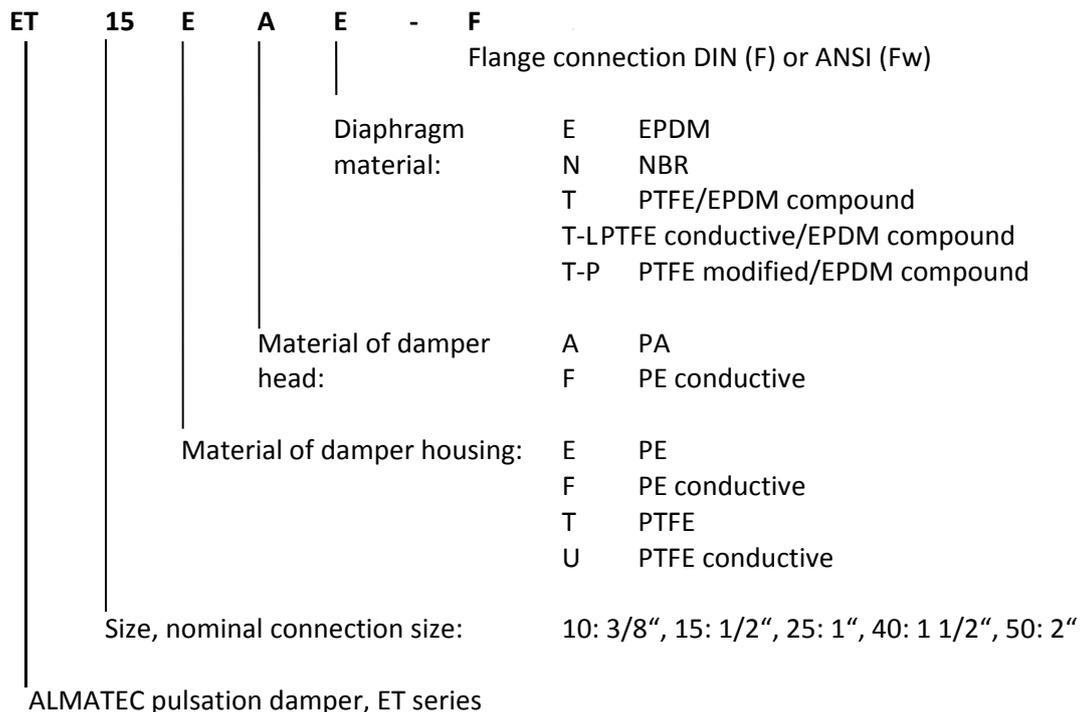 ET 15 E A E - F
Flange connection DIN (F) or ANSI (Fw)
Diaphragm E EPDM
material: N NBR
T PTFE/EPDM compound
T-LPTFE conductive/EPDM compound
T-P PTFE modified/EPDM compound
Material of damper A PA
head: F PE conductive
Material of damper housing: E PE
F PE conductive
T PTFE
U PTFE conductive
Size, nominal connection size: 10: 3/8“, 15: 1/2“, 25: 1“, 40: 1 1/2“, 50: 2“
ALMATEC pulsation damper, ET series